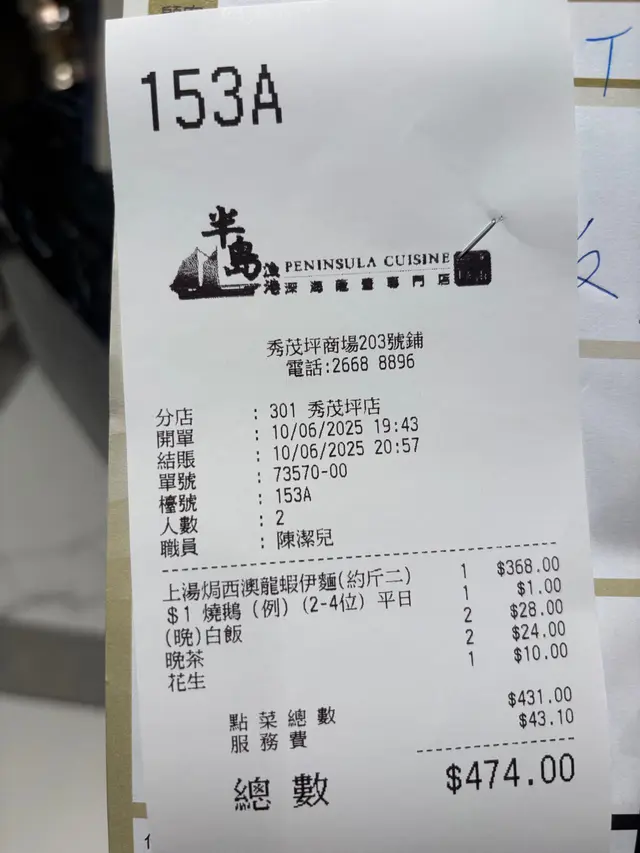 153A
半島
漁港
PENINSULA CUISINE
深海龍蝦專門店
秀茂坪商場203號鋪
電話:2668 8896
分店 : 301 秀茂坪店
開單 : 10/06/2025 19:43
結賬 : 10/06/2025 20:57
單號 : 73570-00
檯號 : 153A
人數 : 2
職員 : 陳潔兒
上湯焗西澳龍蝦伊麵(約斤二) 1 $368.00
$1 燒鵝 (例) (2-4位) 平日 1 $1.00
(晚)白飯 2 $28.00
晚茶 2 $24.00
花生 1 $10.00
點菜總數 $431.00
服務費 $43.10
總數 $474.00